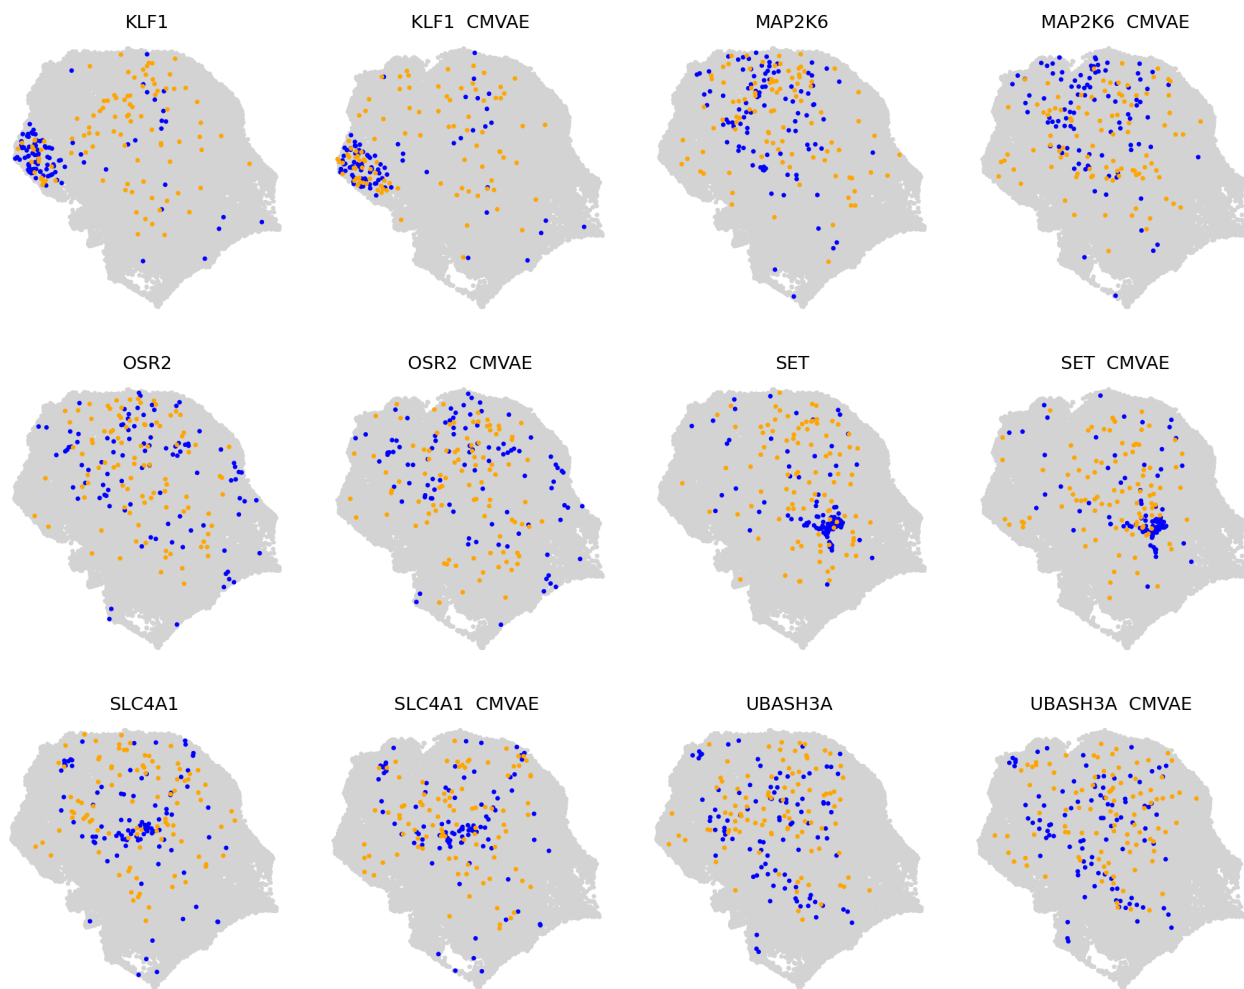 KLF1
KLF1 CMVAE
MAP2K6
MAP2K6 CMVAE
OSR2
OSR2 CMVAE
SET
SET CMVAE
SLC4A1
SLC4A1 CMVAE
UBASH3A
UBASH3A CMVAE